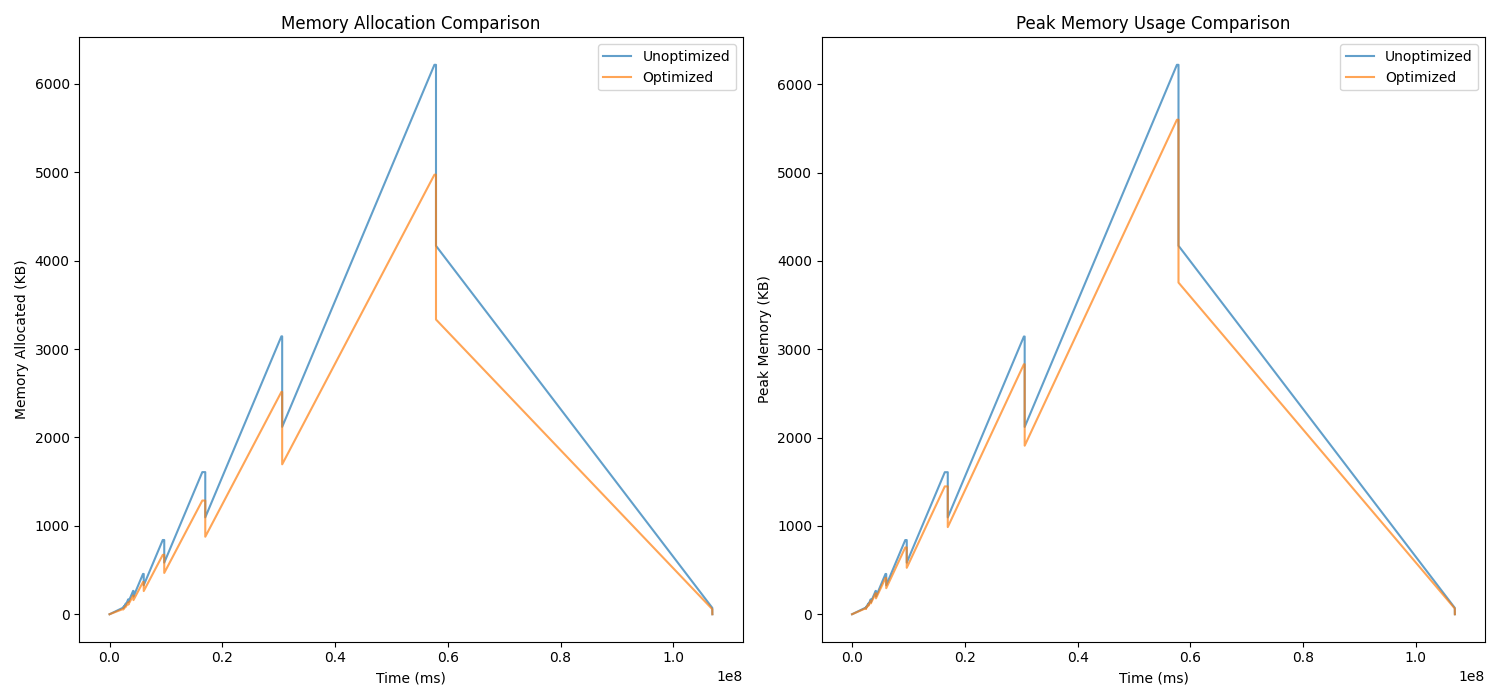 Memory Allocation Comparison
Unoptimized
Optimized
6000
5000
4000
3000
2000
1000
0
Memory Allocated (KB)
0.0 0.2 0.4 0.6 0.8 1.0
1e8
Time (ms)
Peak Memory Usage Comparison
Unoptimized
Optimized
6000
5000
4000
3000
2000
1000
0
Peak Memory (KB)
0.0 0.2 0.4 0.6 0.8 1.0
1e8
Time (ms)